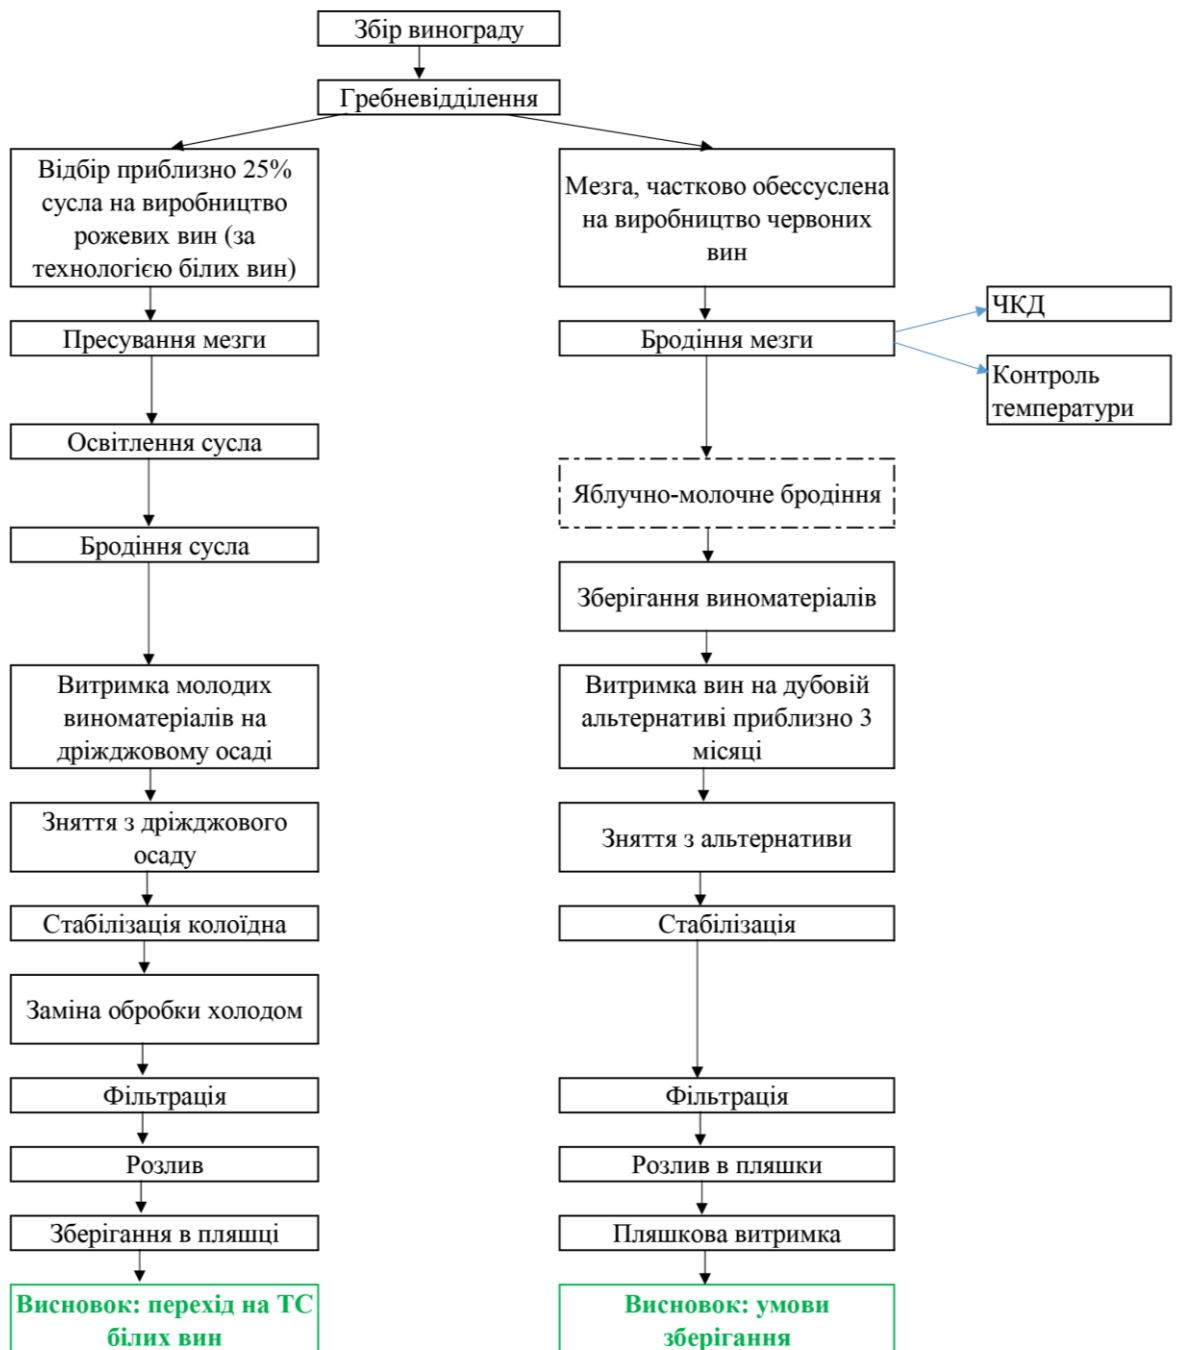 Збір винограду
Гребневідділення
Відбір приблизно 25%
сусла на виробництво
рожевих вин (за
технологією білих вин)
Пресування мезги
Освітлення сусла
Бродіння сусла
Витримка молодих
виноматеріалів на
дріжджовому осаді
Зняття з дріжджового
осаду
Стабілізація колоїдна
Заміна обробки холодом
Фільтрація
Розлив
Зберігання в пляшці
Висновок: перехід на ТС
білих вин
Мезга, частково обессуслена
на виробництво червоних
вин
Бродіння мезги
ЧКД
Контроль
температури
Яблучно-молочне бродіння
Зберігання виноматеріалів
Витримка вин на дубовій
альтернативі приблизно 3
місяці
Зняття з альтернативи
Стабілізація
Фільтрація
Розлив в пляшки
Пляшкова витримка
Висновок: умови
зберігання